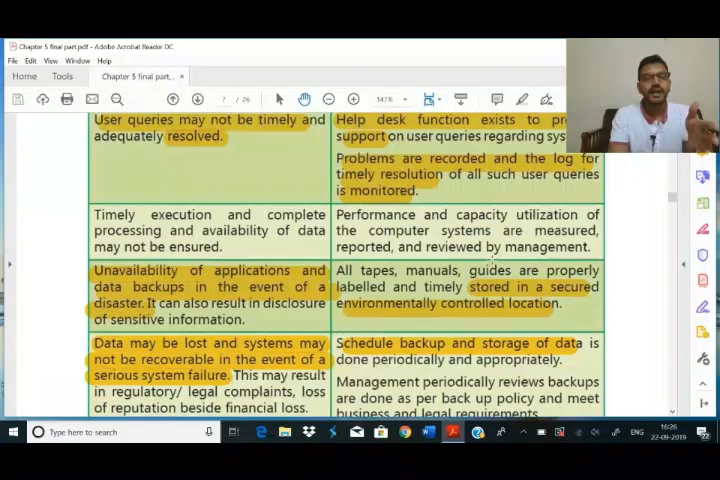 Chapter 5 final part.pdf - Adobe Acrobat Reader DC
File Edit View Window Help
Home Tools Chapter 5 final part... ×
7 / 26 147%
User queries may not be timely and
adequately resolved.
Help desk function exists to
support on user queries regarding
Problems are recorded and the log for
timely resolution of all such user queries
is monitored.
Timely execution and complete
processing and availability of data
may not be ensured.
Performance and capacity utilization of
the computer systems are measured,
reported, and reviewed by management.
Unavailability of applications and
data backups in the event of a
disaster. It can also result in disclosure
of sensitive information.
All tapes, manuals, guides are properly
labelled and timely stored in a secured
environmentally controlled location.
Data may be lost and systems may
not be recoverable in the event of a
serious system failure. This may result
in regulatory/ legal complaints, loss
of reputation beside financial loss.
Schedule backup and storage of data is
done periodically and appropriately.
Management periodically reviews backups
are done as per back up policy and meet
business and legal requirements.
Type here to search
ENG
16:26
22-09-2019